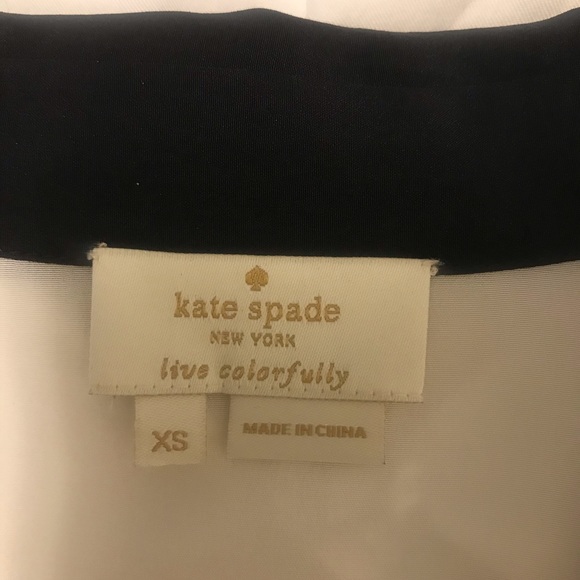 kate spade
NEW YORK
live colorfully
XS
MADE IN CHINA